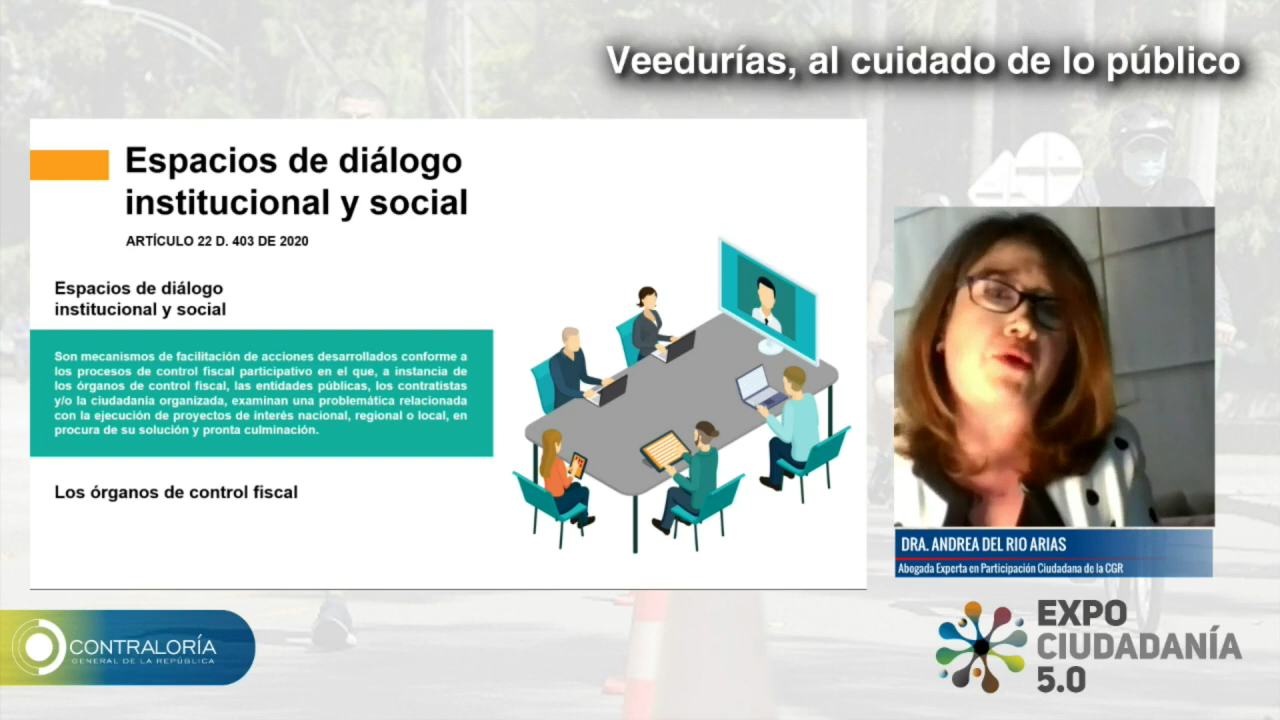 Veedurías, al cuidado de lo público
Espacios de diálogo
institucional y social
ARTÍCULO 22 D. 403 DE 2020
Espacios de diálogo
institucional y social
Son mecanismos de facilitación de acciones desarrollados conforme a
los procesos de control fiscal participativo en el que, a instancia de
los órganos de control fiscal, las entidades públicas, los contratistas
y/o la ciudadanía organizada, examinan una problemática relacionada
con la ejecución de proyectos de interés nacional, regional o local, en
procura de su solución y pronta culminación.
Los órganos de control fiscal
DRA. ANDREA DEL RIO ARIAS
Abogada Experta en Participación Ciudadana de la CGR
CONTRALORÍA
GENERAL DE LA REPÚBLICA
EXPO
CIUDADANÍA
5.0